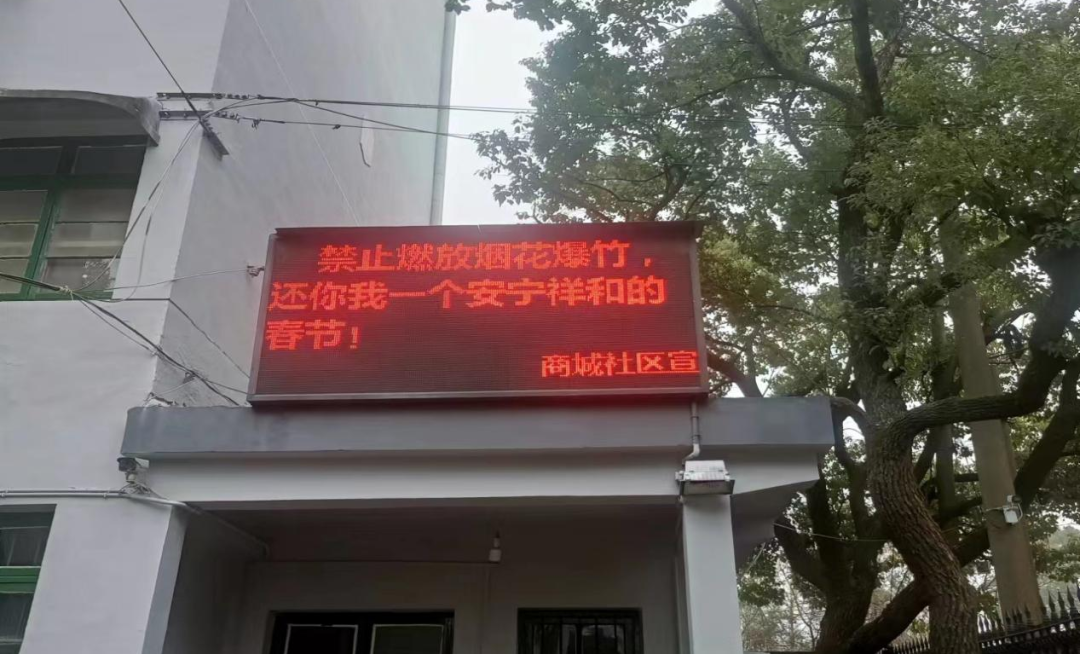 禁止燃放烟花爆竹，
还你我一个安宁祥和的
春节！
商城社区宣